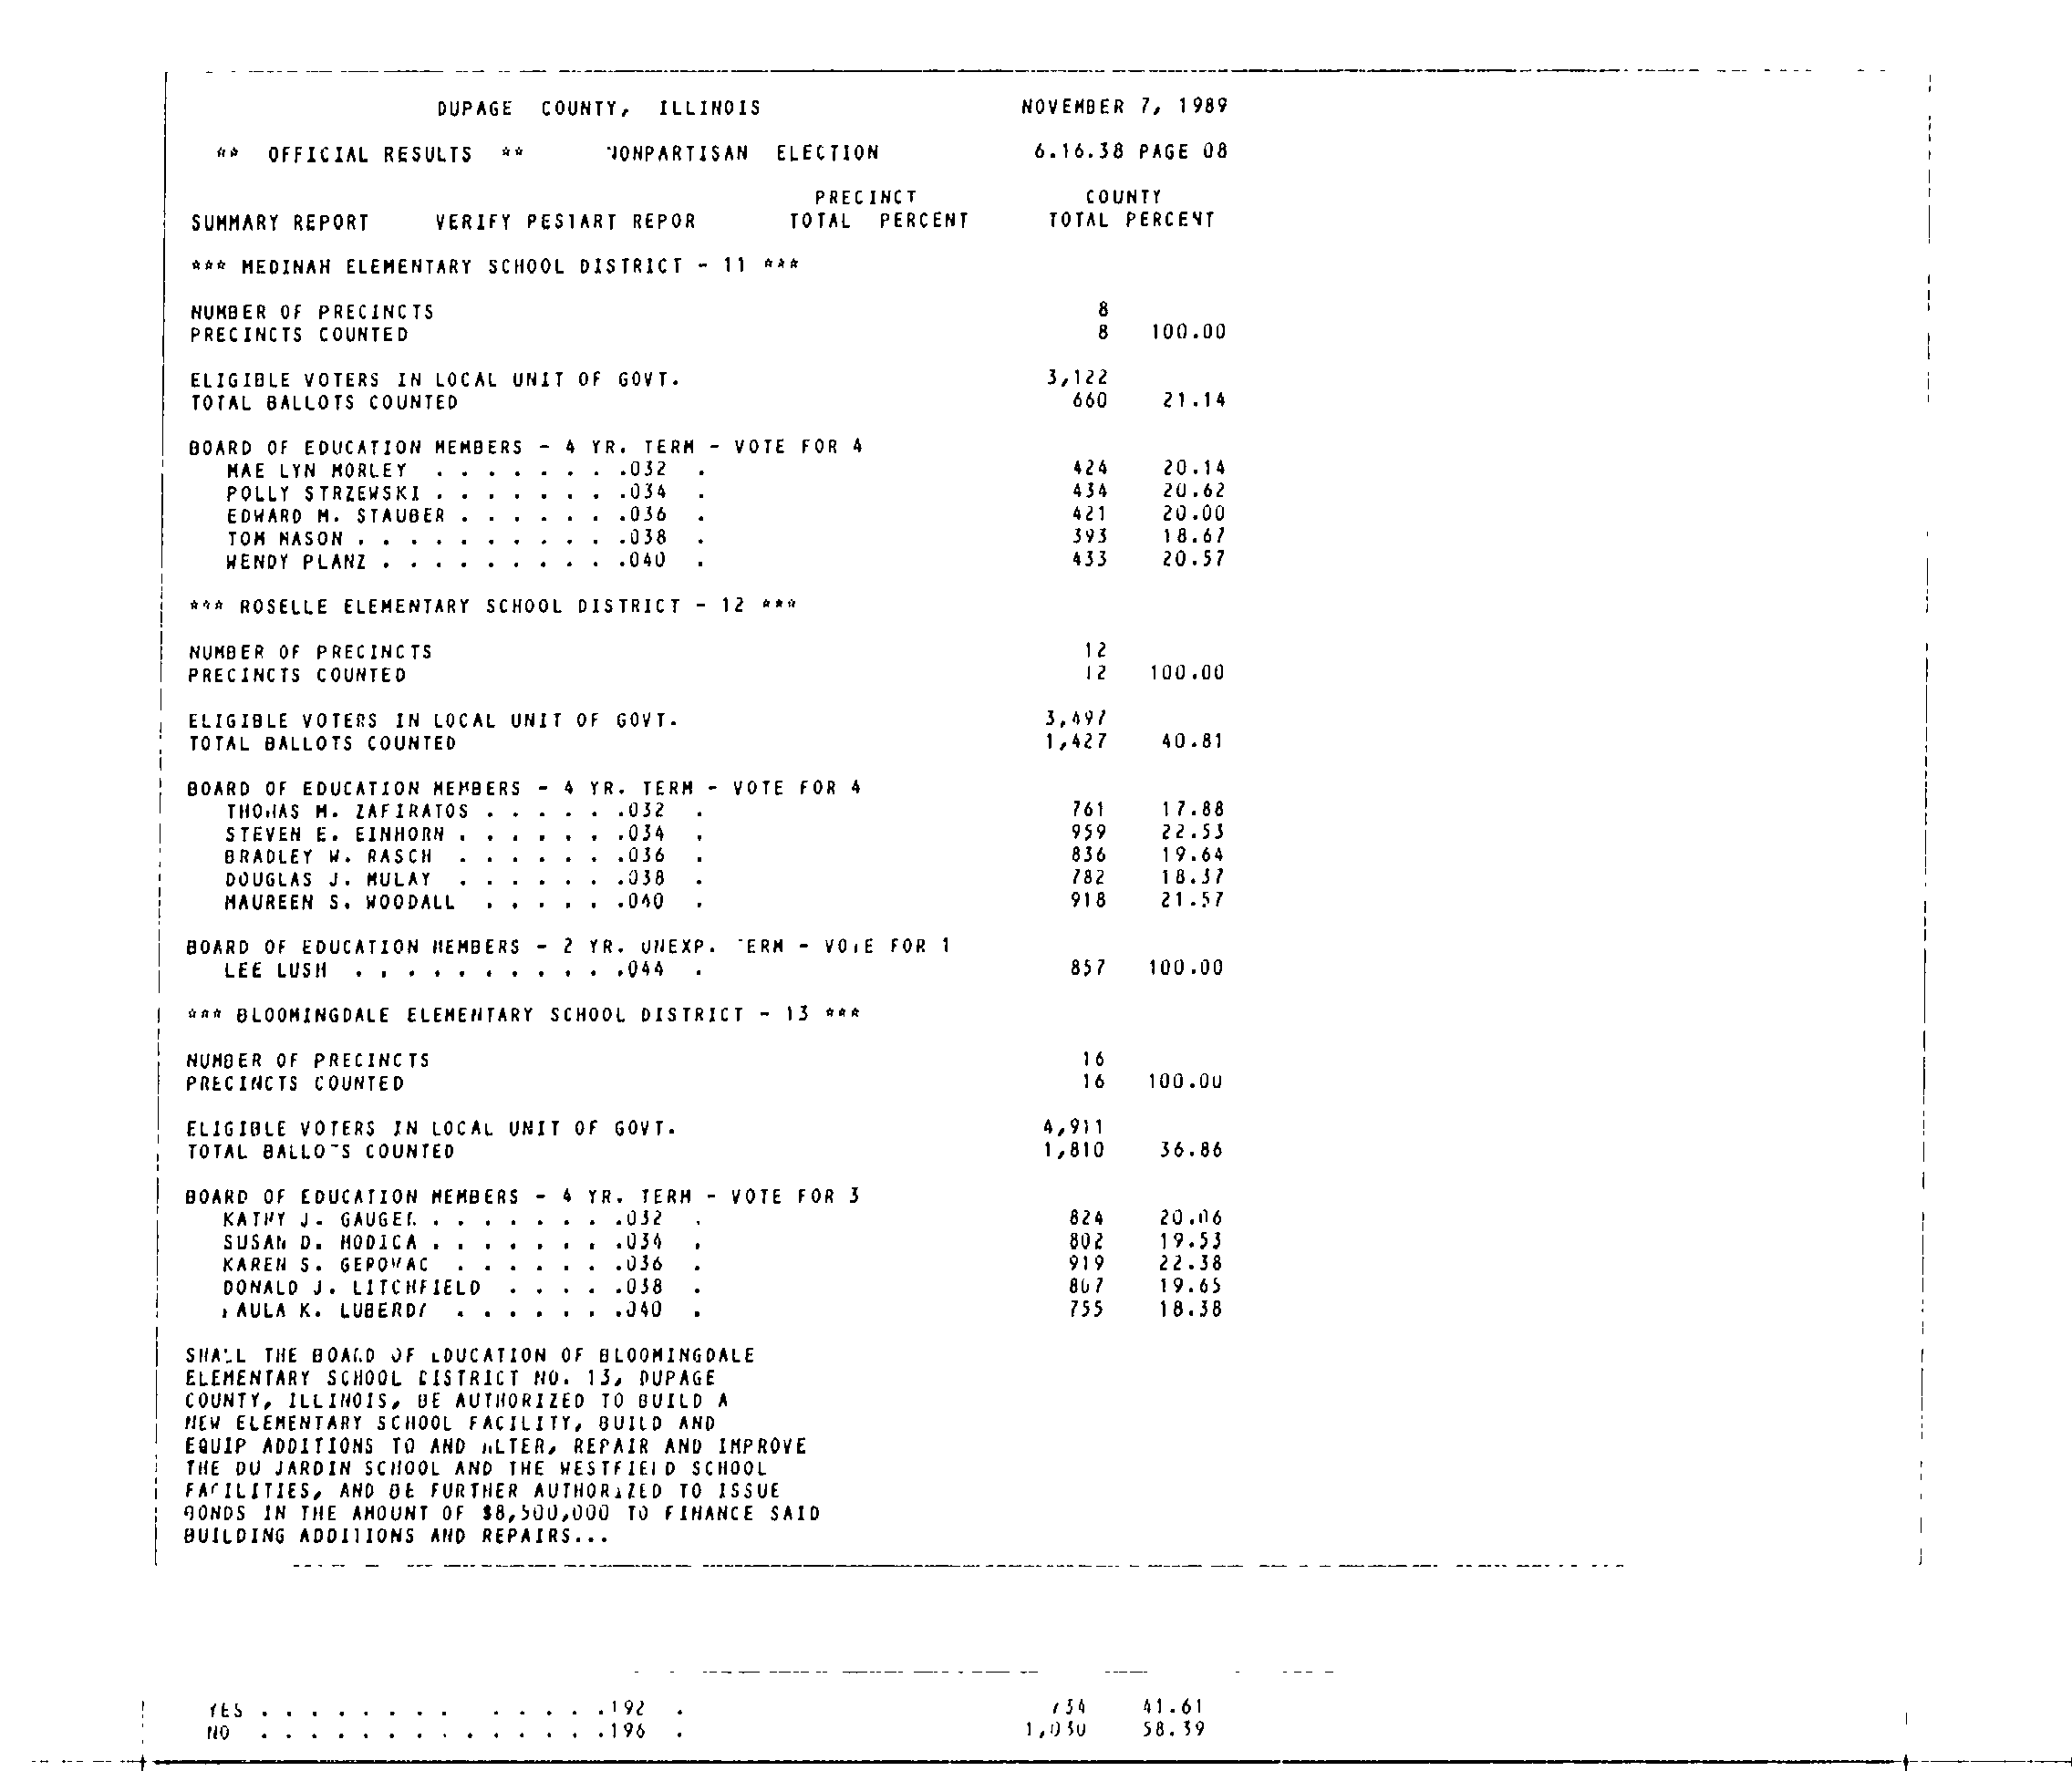 DUPAGE COUNTY, ILLINOIS NOVEMBER 7, 1989
** OFFICIAL RESULTS ** NONPARTISAN ELECTION 6.16.38 PAGE 08
PRECINCT COUNTY
SUMMARY REPORT VERIFY RESTART REPOR TOTAL PERCENT TOTAL PERCENT
*** MEDINAH ELEMENTARY SCHOOL DISTRICT - 11 ***
NUMBER OF PRECINCTS 8
PRECINCTS COUNTED 8 100.00
ELIGIBLE VOTERS IN LOCAL UNIT OF GOVT. 3,122
TOTAL BALLOTS COUNTED 660 21.14
BOARD OF EDUCATION MEMBERS - 4 YR. TERM - VOTE FOR 4
MAE LYN MORLEY . . . . . . . .032 . 424 20.14
POLLY STRZEWSKI . . . . . . . .034 . 434 20.62
EDWARD M. STAUBER . . . . . . .036 . 421 20.00
TOM NASON . . . . . . . . . . .038 . 393 18.67
WENDY PLANZ . . . . . . . . . .040 . 433 20.57
*** ROSELLE ELEMENTARY SCHOOL DISTRICT - 12 ***
NUMBER OF PRECINCTS 12
PRECINCTS COUNTED 12 100.00
ELIGIBLE VOTERS IN LOCAL UNIT OF GOVT. 3,497
TOTAL BALLOTS COUNTED 1,427 40.81
BOARD OF EDUCATION MEMBERS - 4 YR. TERM - VOTE FOR 4
THOMAS M. ZAFIRATOS . . . . . .032 . 761 17.88
STEVEN E. EINHORN . . . . . . .034 . 959 22.53
BRADLEY W. RASCH . . . . . . .036 . 836 19.64
DOUGLAS J. MULAY . . . . . . .038 . 782 18.37
MAUREEN S. WOODALL . . . . . .040 . 918 21.57
BOARD OF EDUCATION MEMBERS - 2 YR. UNEXP. TERM - VOTE FOR 1
LEE LUSH . . . . . . . . . . .044 . 857 100.00
*** BLOOMINGDALE ELEMENTARY SCHOOL DISTRICT - 13 ***
NUMBER OF PRECINCTS 16
PRECINCTS COUNTED 16 100.00
ELIGIBLE VOTERS IN LOCAL UNIT OF GOVT. 4,911
TOTAL BALLOTS COUNTED 1,810 36.86
BOARD OF EDUCATION MEMBERS - 4 YR. TERM - VOTE FOR 3
KATHY J. . . . . . . . .032 . 824 20.06
SUSAN D. MODICA . . . . . . . .034 . 802 19.53
KAREN S. . . . . . . .036 . 919 22.38
DONALD J. LITCHFIELD . . . . .038 . 807 19.65
PAULA K. . . . . . . .040 . 755 18.38
SHALL THE BOARD OF EDUCATION OF BLOOMINGDALE
ELEMENTARY SCHOOL DISTRICT NO. 13, DUPAGE
COUNTY, ILLINOIS, BE AUTHORIZED TO BUILD A
NEW ELEMENTARY SCHOOL FACILITY, BUILD AND
EQUIP ADDITIONS TO AND ALTER, REPAIR AND IMPROVE
THE DU JARDIN SCHOOL AND THE WESTFIELD SCHOOL
FACILITIES, AND BE FURTHER AUTHORIZED TO ISSUE
BONDS IN THE AMOUNT OF $8,500,000 TO FINANCE SAID
BUILDING ADDITIONS AND REPAIRS...
YES . . . . . . . . . . . . .192 . 734 41.61
NO . . . . . . . . . . . . . .196 . 1,030 58.39